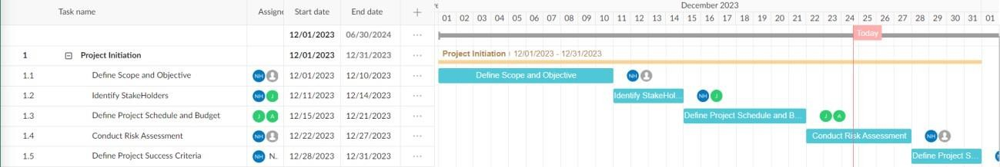 December 2023
Task name Assigne Start date End date + 01 02 03 04 05 06 07 08 09 10 11 12 13 14 15 16 17 18 19 20 21 22 23 24 25 26 27 28 29 30 31 01
12/01/2023 06/30/2024 ... Today
1 Project Initiation 12/01/2023 12/31/2023 ... Project Initiation 12/01/2023 - 12/31/2023
1.1 Define Scope and Objective NH 12/01/2023 12/10/2023 ... Define Scope and Objective NH
1.2 Identify StakeHolders NH J 12/11/2023 12/14/2023 ... Identify StakeHol... NH J
1.3 Define Project Schedule and Budget J A 12/15/2023 12/21/2023 ... Define Project Schedule and B... J A
1.4 Conduct Risk Assessment NH 12/22/2023 12/27/2023 ... Conduct Risk Assessment NH
1.5 Define Project Success Criteria NH N.. 12/28/2023 12/31/2023 ... Define Project S...